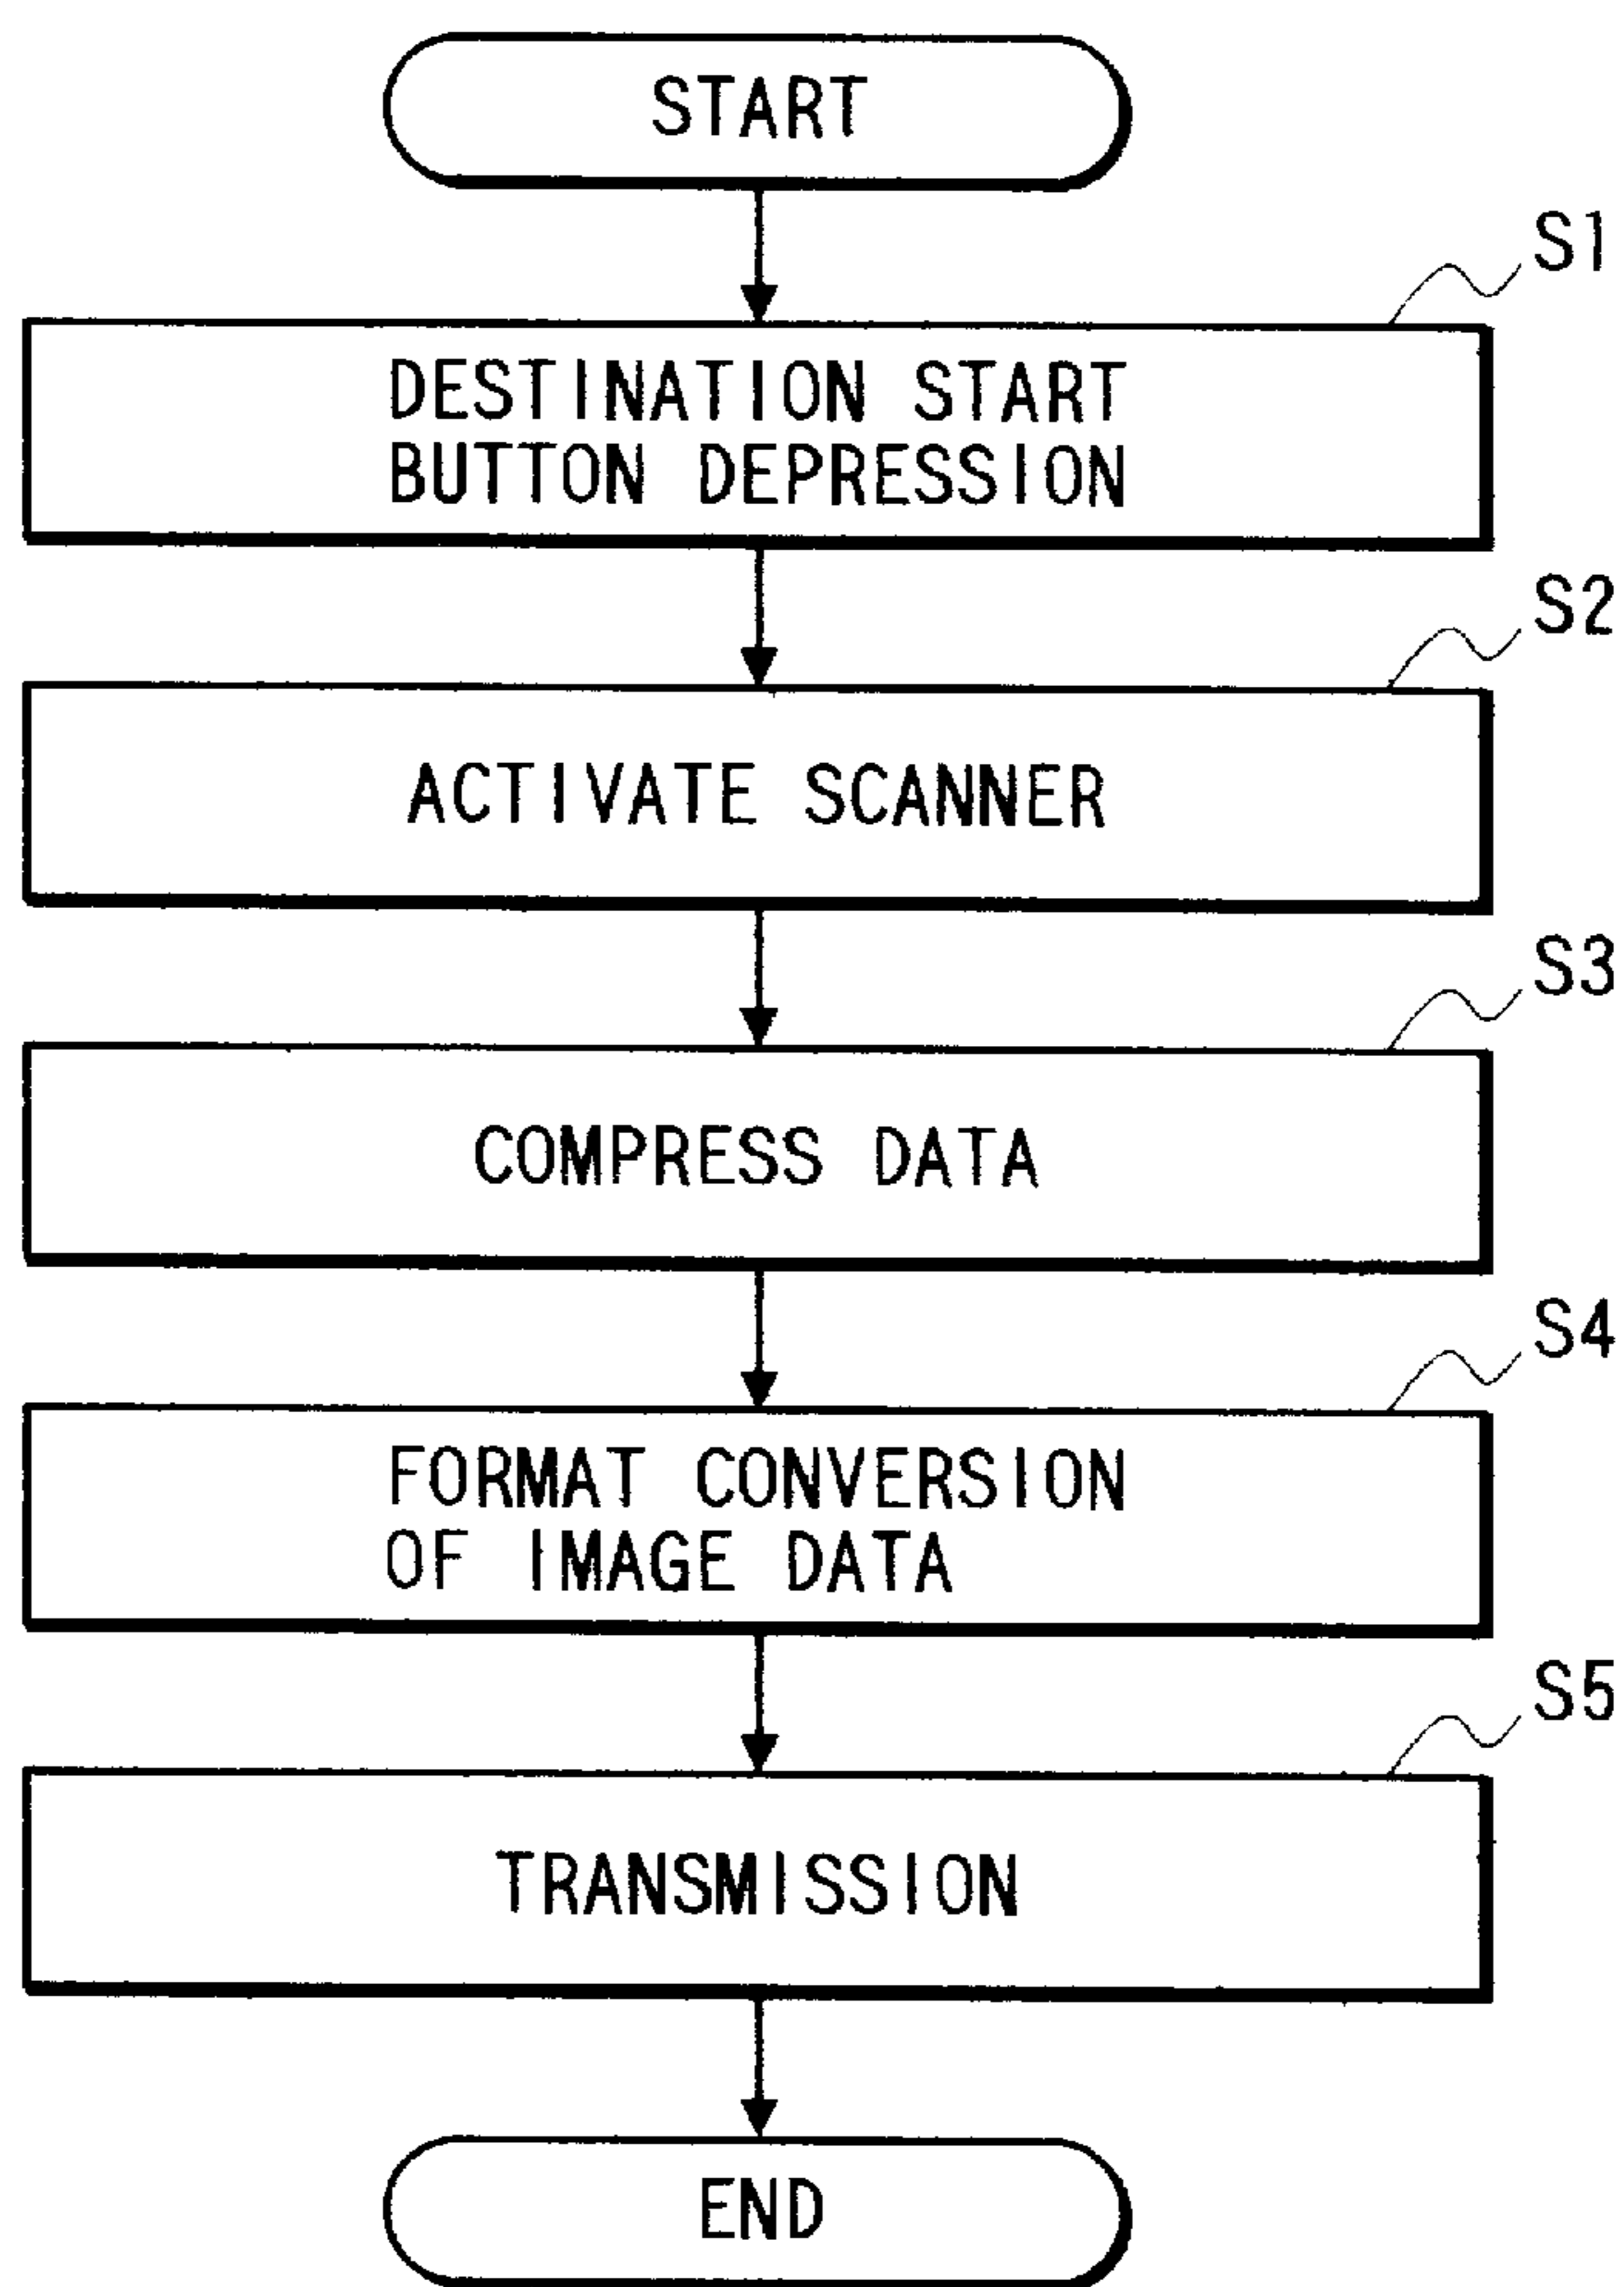 START
S1
DESTINATION START
BUTTON DEPRESSION
S2
ACTIVATE SCANNER
S3
COMPRESS DATA
S4
FORMAT CONVERSION
OF IMAGE DATA
S5
TRANSMISSION
END